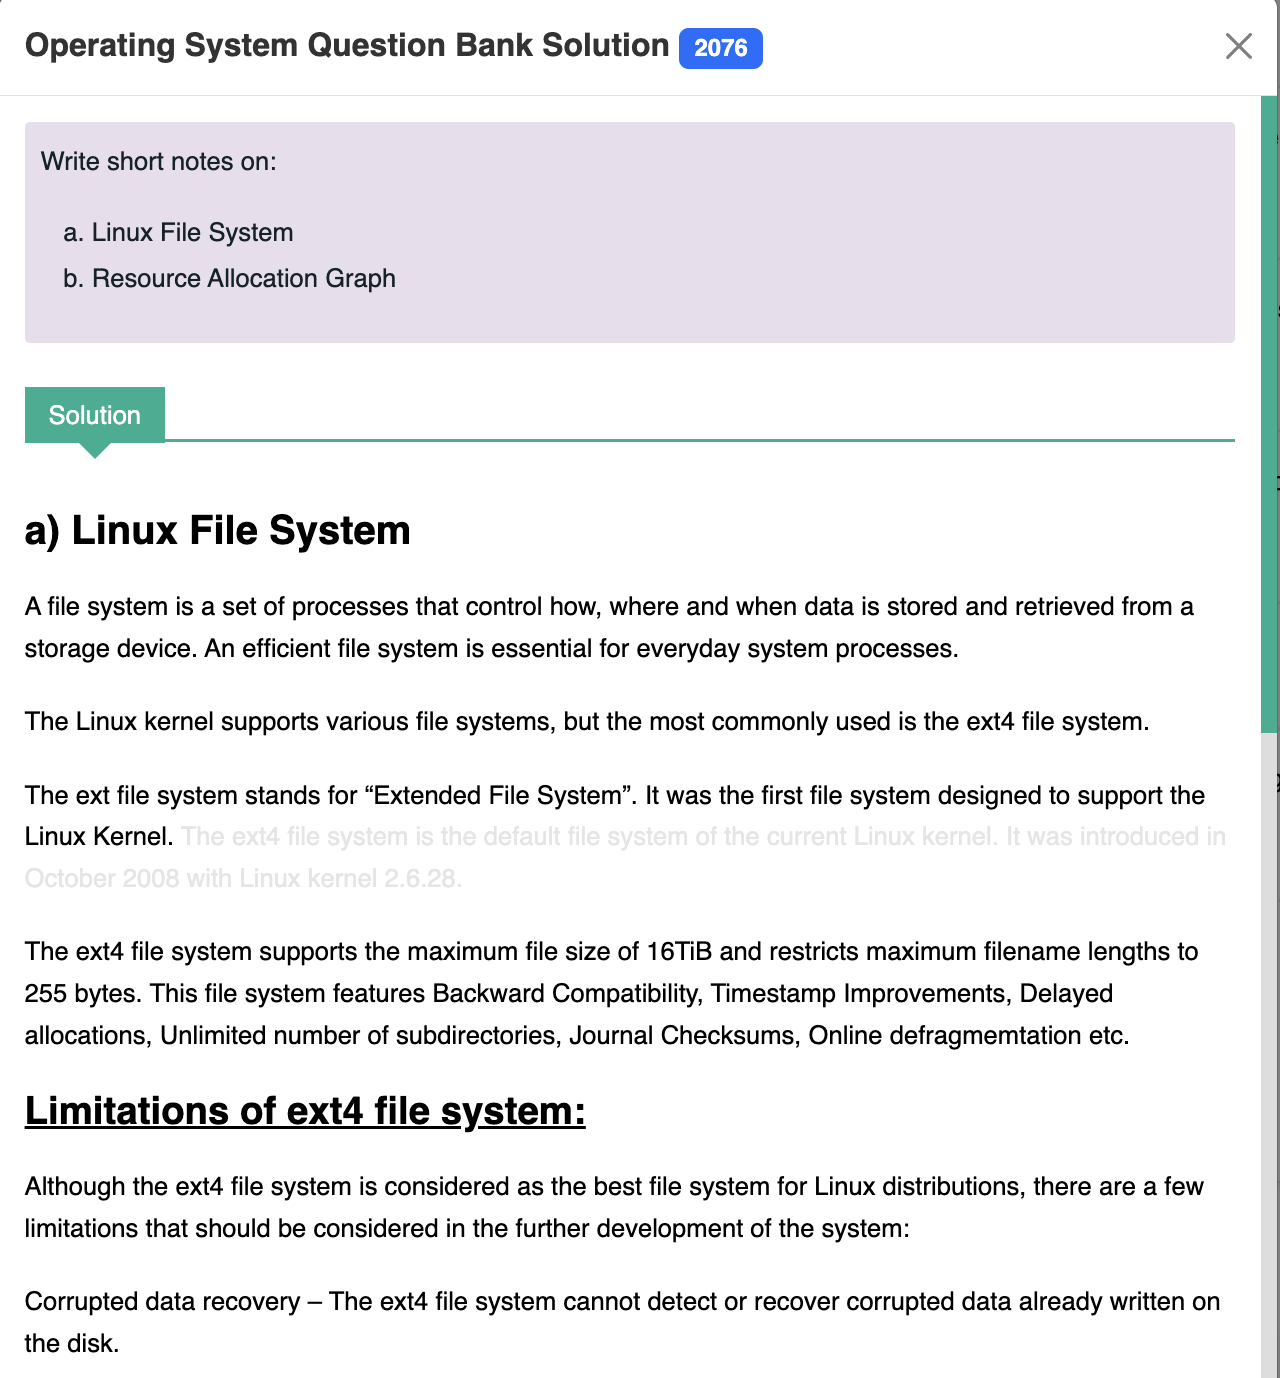 Operating System Question Bank Solution 2076
Write short notes on:
a. Linux File System
b. Resource Allocation Graph
Solution
a) Linux File System
A file system is a set of processes that control how, where and when data is stored and retrieved from a
storage device. An efficient file system is essential for everyday system processes.
The Linux kernel supports various file systems, but the most commonly used is the ext4 file system.
The ext file system stands for “Extended File System”. It was the first file system designed to support the
Linux Kernel. The ext4 file system is the default file system of the current Linux kernel. It was introduced in
October 2008 with Linux kernel 2.6.28.
The ext4 file system supports the maximum file size of 16TiB and restricts maximum filename lengths to
255 bytes. This file system features Backward Compatibility, Timestamp Improvements, Delayed
allocations, Unlimited number of subdirectories, Journal Checksums, Online defragmemtation etc.
Limitations of ext4 file system:
Although the ext4 file system is considered as the best file system for Linux distributions, there are a few
limitations that should be considered in the further development of the system:
Corrupted data recovery – The ext4 file system cannot detect or recover corrupted data already written on
the disk.